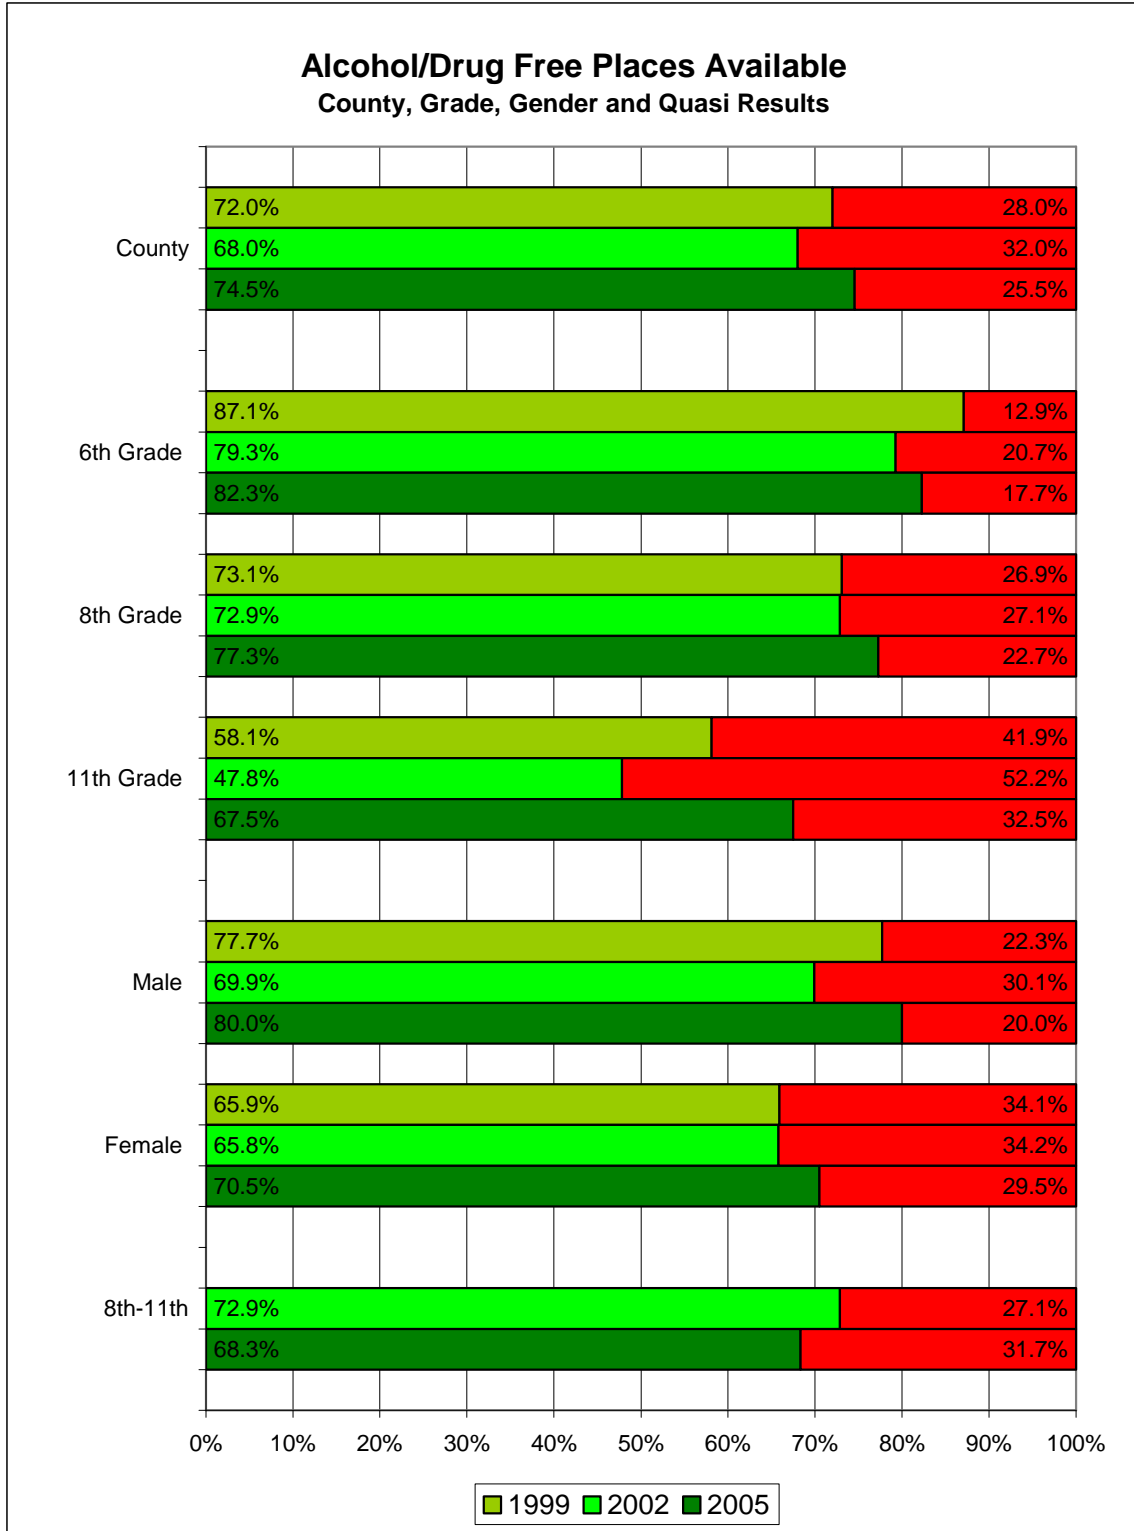 Alcohol/Drug Free Places Available
County, Grade, Gender and Quasi Results
72.0% 28.0%
County 68.0% 32.0%
74.5% 25.5%
87.1% 12.9%
6th Grade 79.3% 20.7%
82.3% 17.7%
73.1% 26.9%
8th Grade 72.9% 27.1%
77.3% 22.7%
58.1% 41.9%
11th Grade 47.8% 52.2%
67.5% 32.5%
77.7% 22.3%
Male 69.9% 30.1%
80.0% 20.0%
65.9% 34.1%
Female 65.8% 34.2%
70.5% 29.5%
8th-11th 72.9% 27.1%
68.3% 31.7%
0% 10% 20% 30% 40% 50% 60% 70% 80% 90% 100%
1999 2002 2005